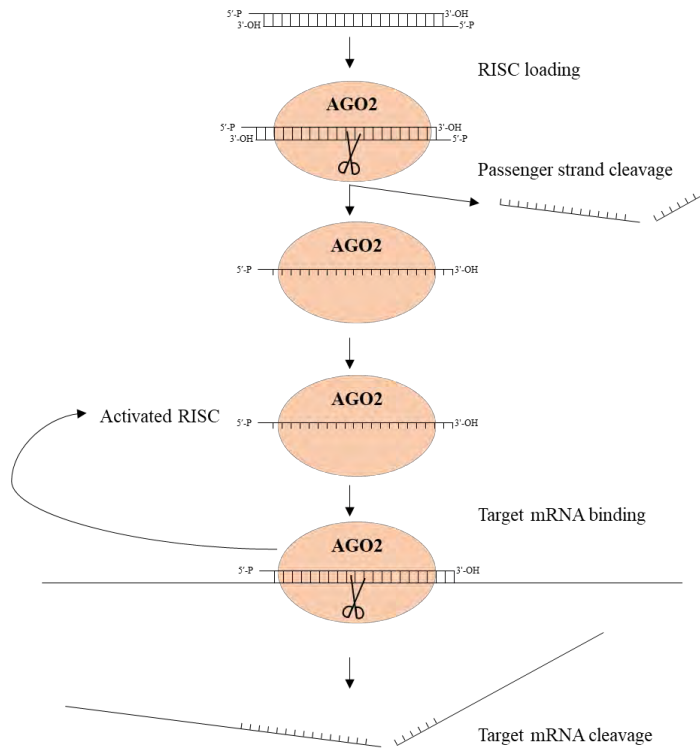 5'-P 3'-OH
3'-OH 5'-P
RISC loading
AGO2
5'-P 3'-OH
3'-OH 5'-P
Passenger strand cleavage
AGO2
5'-P 3'-OH
AGO2
Activated RISC 5'-P 3'-OH
Target mRNA binding
AGO2
5'-P 3'-OH
Target mRNA cleavage